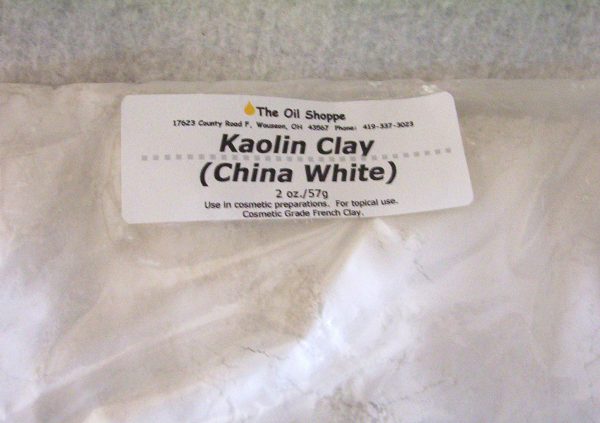 The Oil Shoppe
17623 County Road F, Wauseon, OH 43567 Phone: 419-337-3023
Kaolin Clay
(China White)
2 oz./57g
Use in cosmetic preparations. For topical use.
Cosmetic Grade French Clay.